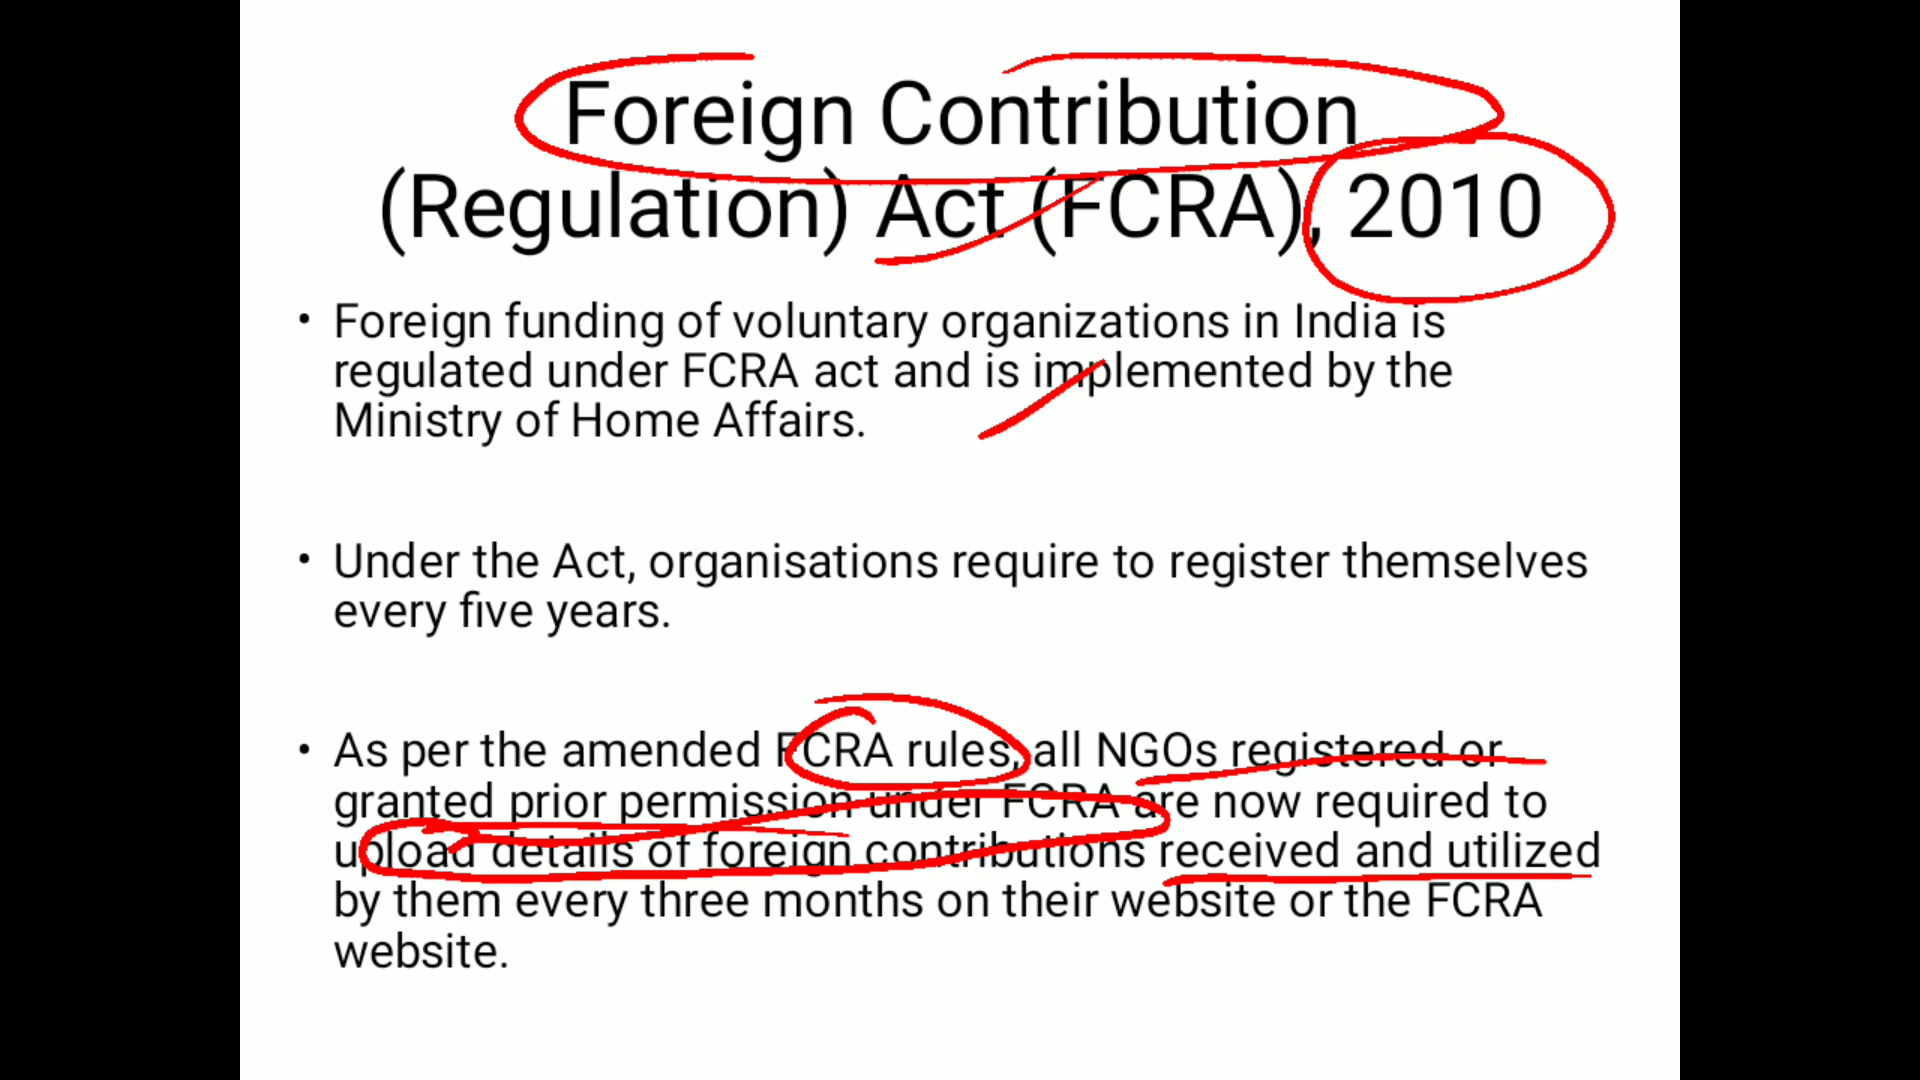 Foreign Contribution
(Regulation) Act (FCRA), 2010
• Foreign funding of voluntary organizations in India is
regulated under FCRA act and is implemented by the
Ministry of Home Affairs.
• Under the Act, organisations require to register themselves
every five years.
• As per the amended FCRA rules, all NGOs registered or
granted prior permission under FCRA are now required to
upload details of foreign contributions received and utilized
by them every three months on their website or the FCRA
website.